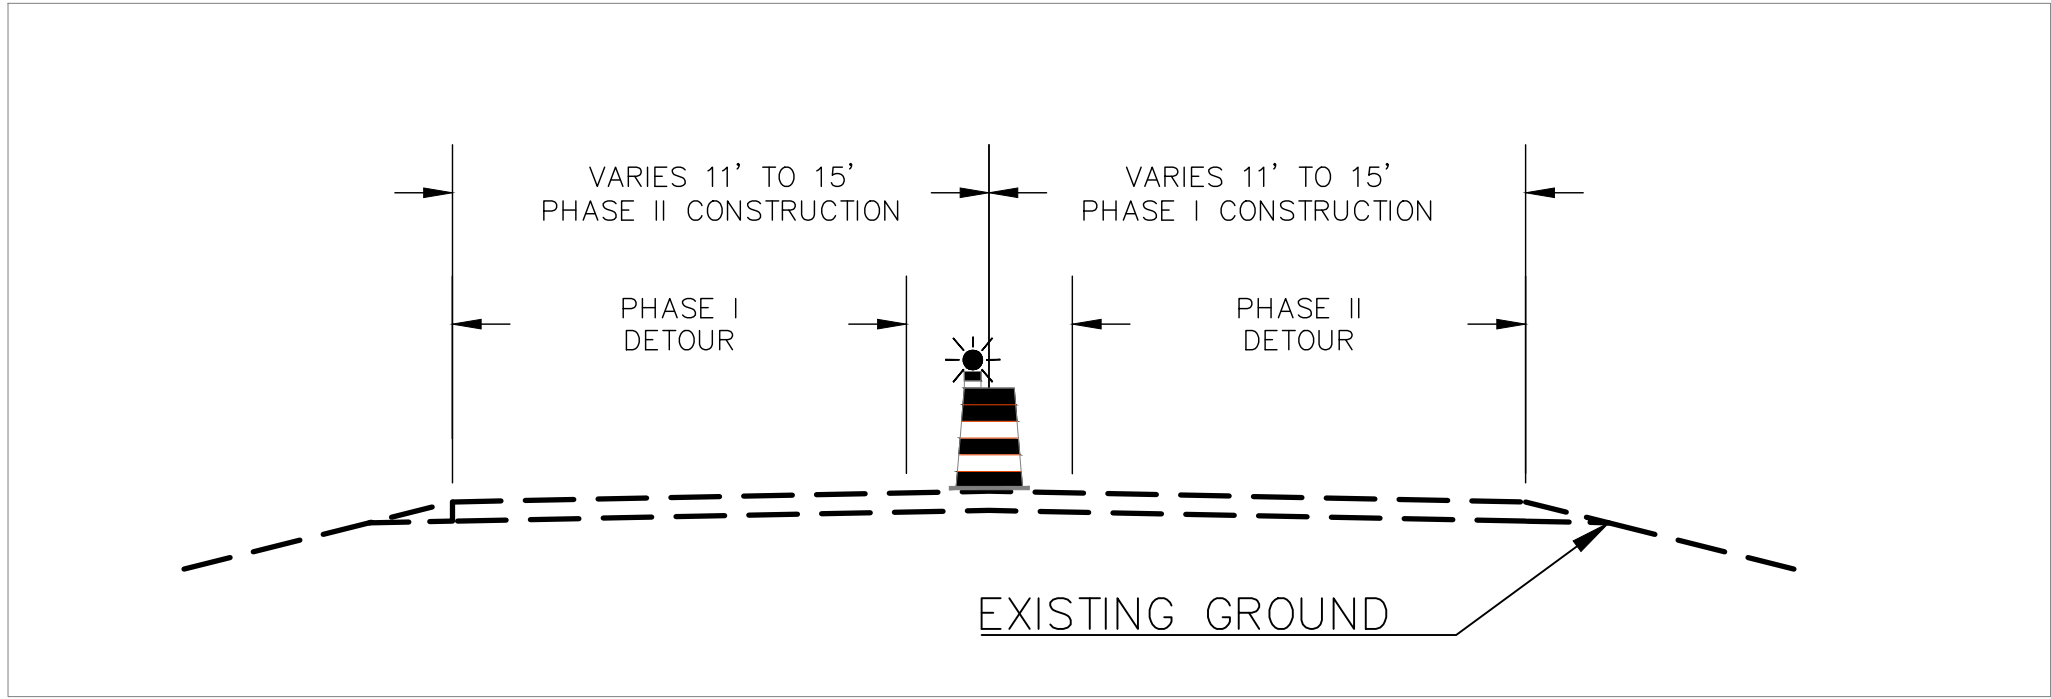 VARIES 11' TO 15'
PHASE II CONSTRUCTION
VARIES 11' TO 15'
PHASE I CONSTRUCTION
PHASE I
DETOUR
PHASE II
DETOUR
EXISTING GROUND